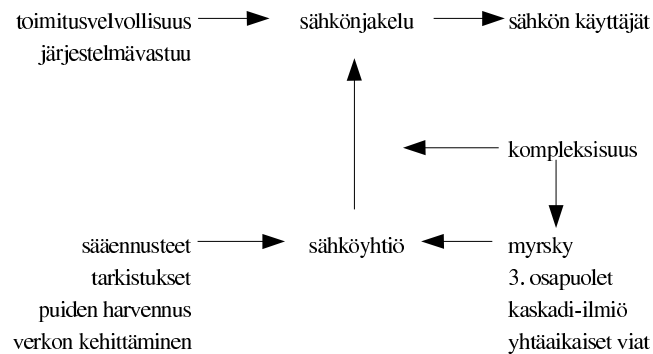 toimitusvelvollisuus
järjestelmävastuu
sähkönjakelu
sähkön käyttäjät
kompleksisuus
sääennusteet
tarkistukset
puiden harvennus
verkon kehittäminen
sähköyhtiö
myrsky
3. osapuolet
kaskadi-ilmiö
yhtäaikaiset viat